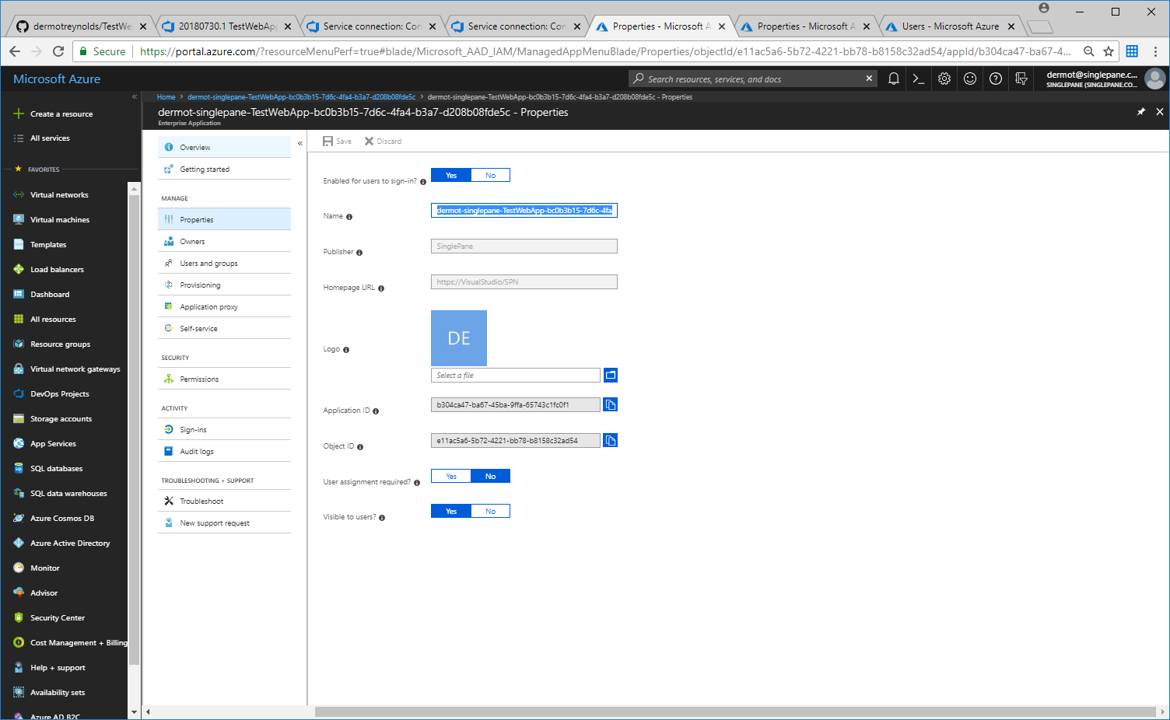 dermotreynolds/TestWe
20180730.1 TestWebApp
Service connection: Con
Service connection: Con
Properties - Microsoft A
Properties - Microsoft A
Users - Microsoft Azure
Secure
https://portal.azure.com/?resourceMenuPerf=true#blade/Microsoft_AAD_IAM/ManagedAppMenuBlade/Properties/objectId/e11ac5a6-5b72-4221-bb78-b8158c32ad54/appId/b304ca47-ba67-4...
Microsoft Azure
Search resources, services, and docs
dermot@singlepane.c...
SINGLEPANE (SINGLEPANE.CO...
Home > dermot-singlepane-TestWebApp-bc0b3b15-7d6c-4fa4-b3a7-d208b08fde5c > dermot-singlepane-TestWebApp-bc0b3b15-7d6c-4fa4-b3a7-d208b08fde5c - Properties
dermot-singlepane-TestWebApp-bc0b3b15-7d6c-4fa4-b3a7-d208b08fde5c - Properties
Enterprise Application
Create a resource
All services
FAVORITES
Virtual networks
Virtual machines
Templates
Load balancers
Dashboard
All resources
Resource groups
Virtual network gateways
DevOps Projects
Storage accounts
App Services
SQL databases
SQL data warehouses
Azure Cosmos DB
Azure Active Directory
Monitor
Advisor
Security Center
Cost Management + Billing
Help + support
Availability sets
Azure AD B2C
Overview
Getting started
MANAGE
Properties
Owners
Users and groups
Provisioning
Application proxy
Self-service
SECURITY
Permissions
ACTIVITY
Sign-ins
Audit logs
TROUBLESHOOTING + SUPPORT
Troubleshoot
New support request
Save
Discard
Enabled for users to sign-in?
Yes
No
Name
dermot-singlepane-TestWebApp-bc0b3b15-7d6c-4fa
Publisher
SinglePane
Homepage URL
https://VisualStudio/SPN
Logo
DE
Select a file
Application ID
b304ca47-ba67-45ba-9ffa-65743c1fc0f1
Object ID
e11ac5a6-5b72-4221-bb78-b8158c32ad54
User assignment required?
Yes
No
Visible to users?
Yes
No